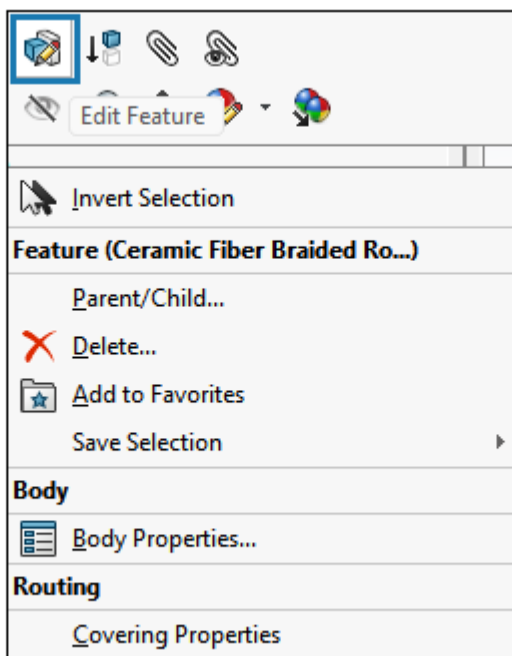 Edit Feature
Invert Selection
Feature (Ceramic Fiber Braided Ro...)
Parent/Child...
Delete...
Add to Favorites
Save Selection
Body
Body Properties...
Routing
Covering Properties